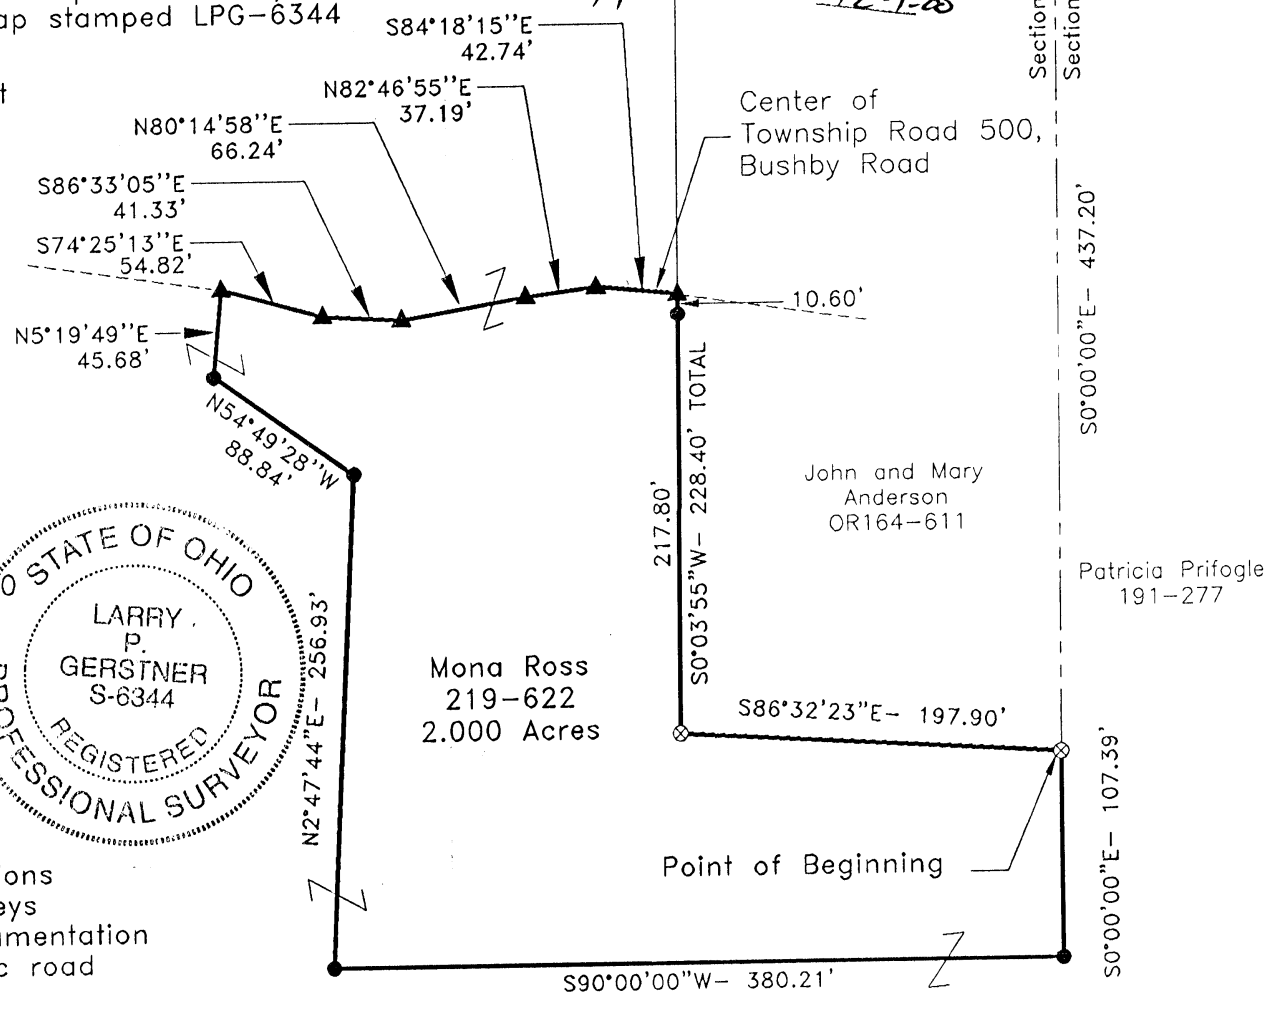 ap stamped LPG-6344
t
S84°18'15"E
42.74'
N82°46'55"E
37.19'
N80°14'58"E
66.24'
S86°33'05"E
41.33'
S74°25'13"E
54.82'
N5°19'49"E
45.68'
N54°49'28"W
88.84'
Center of
Township Road 500,
Bushby Road
Section
Section
S0°00'00"E- 437.20'
10.60'
217.80'
S0°03'55"W- 228.40' TOTAL
John and Mary
Anderson
OR164-611
Patricia Prifogle
191-277
STATE OF OHIO
LARRY
P.
GERSTNER
S-6344
REGISTERED
PROFESSIONAL SURVEYOR
N2°47'44"E- 256.93'
Mona Ross
219-622
2.000 Acres
S86°32'23"E- 197.90'
Point of Beginning
S0°00'00"E- 107.39'
S90°00'00"W- 380.21'
ons
eys
mentation
c road